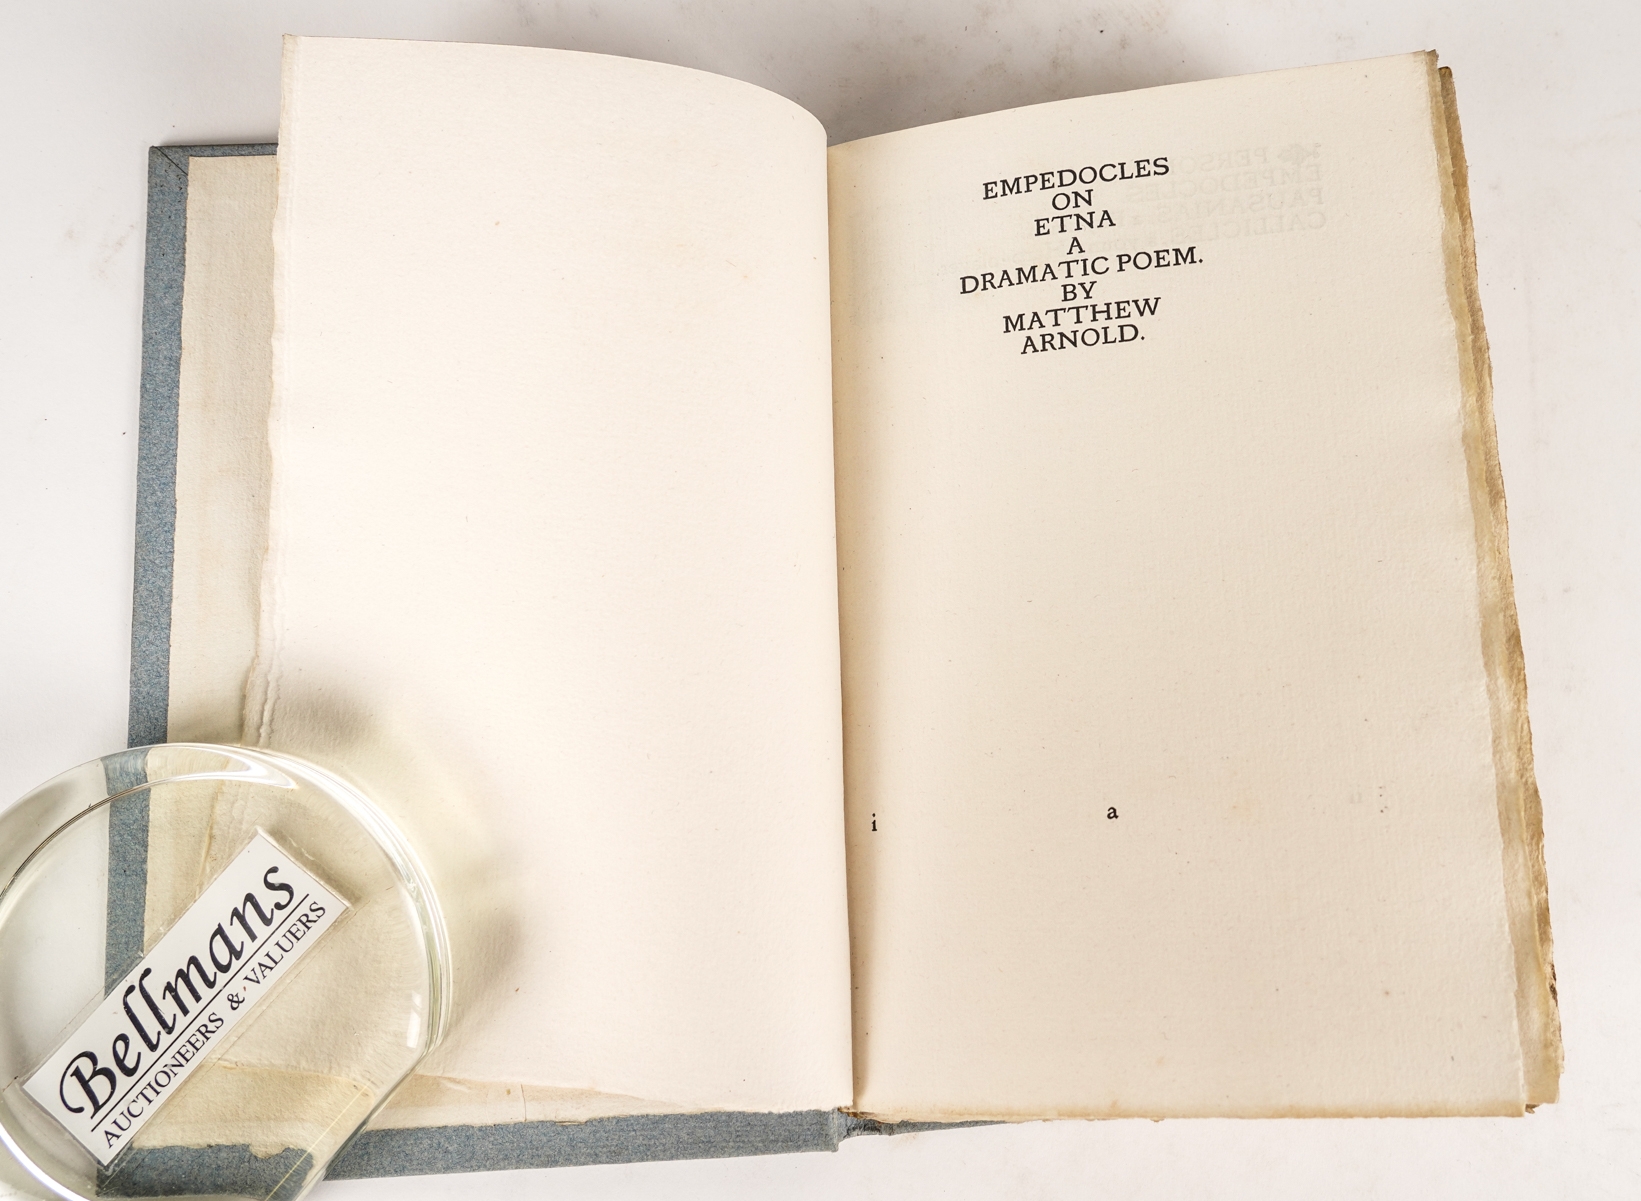 EMPEDOCLES
ON
ETNA
A
DRAMATIC POEM.
BY
MATTHEW
ARNOLD.
i a
Bellmans
AUCTIONEERS & VALUERS